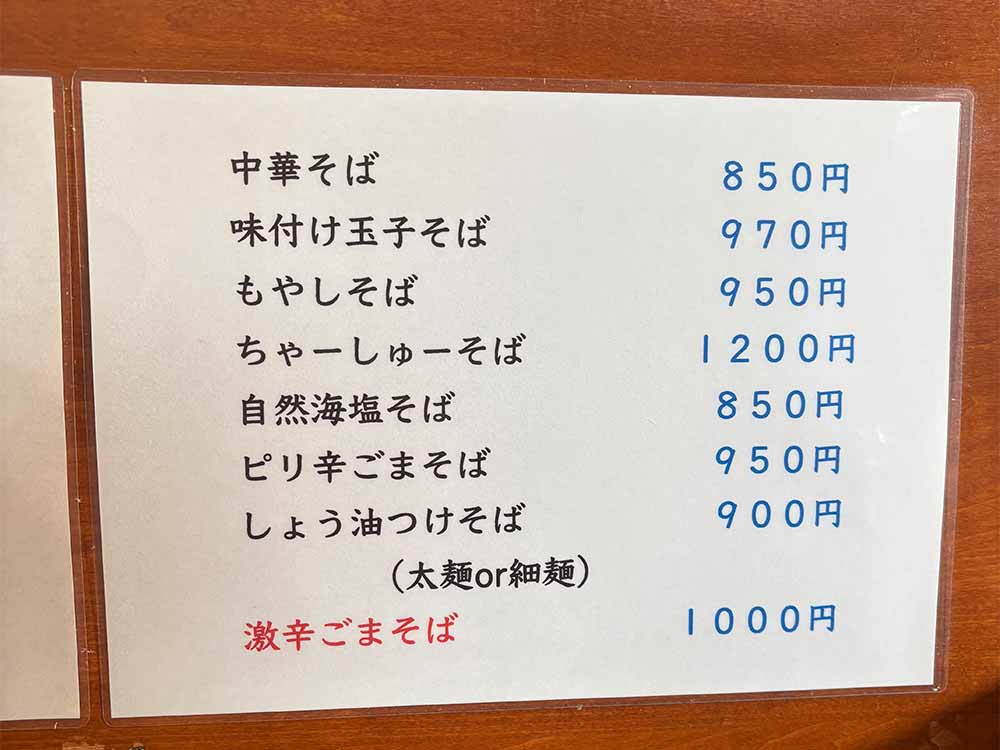 中華そば 850円
味付け玉子そば 970円
もやしそば 950円
ちゃーしゅーそば 1200円
自然海塩そば 850円
ピリ辛ごまそば 950円
しょう油つけそば 900円
(太麺or細麺)
激辛ごまそば 1000円